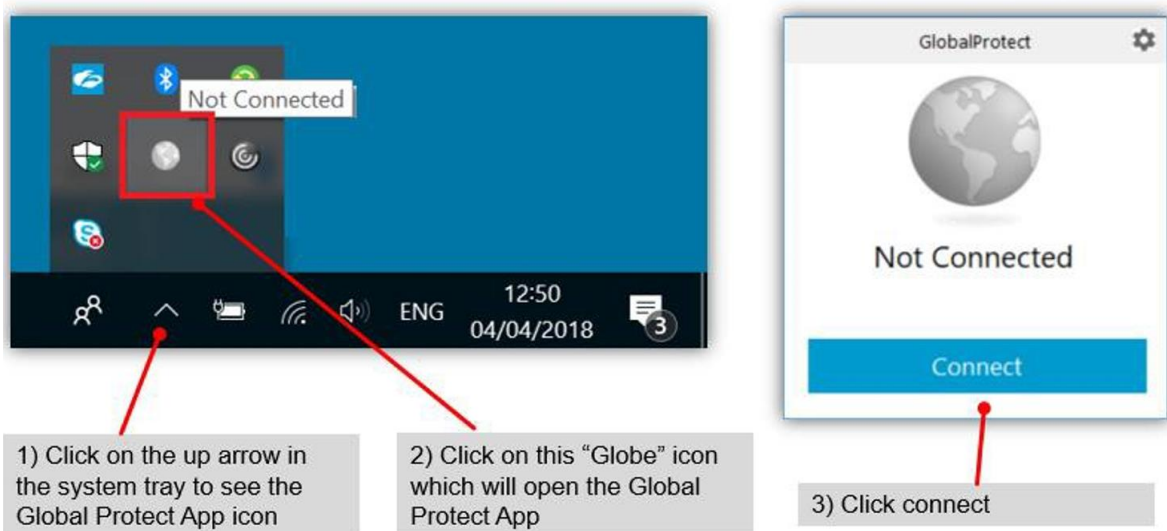 Not Connected
ENG
12:50
04/04/2018
3
GlobalProtect
Not Connected
Connect
1) Click on the up arrow in
the system tray to see the
Global Protect App icon
2) Click on this “Globe” icon
which will open the Global
Protect App
3) Click connect